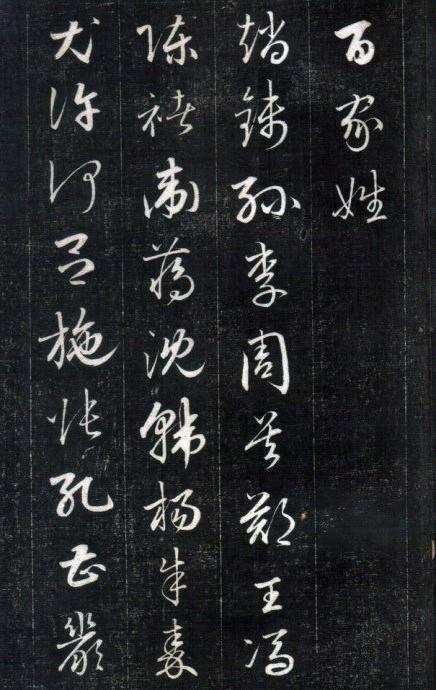 百家姓
趙錢孫李周吳鄭王馮
陳褚衛蔣沈韓楊朱秦
尤許何呂施張孔曹嚴